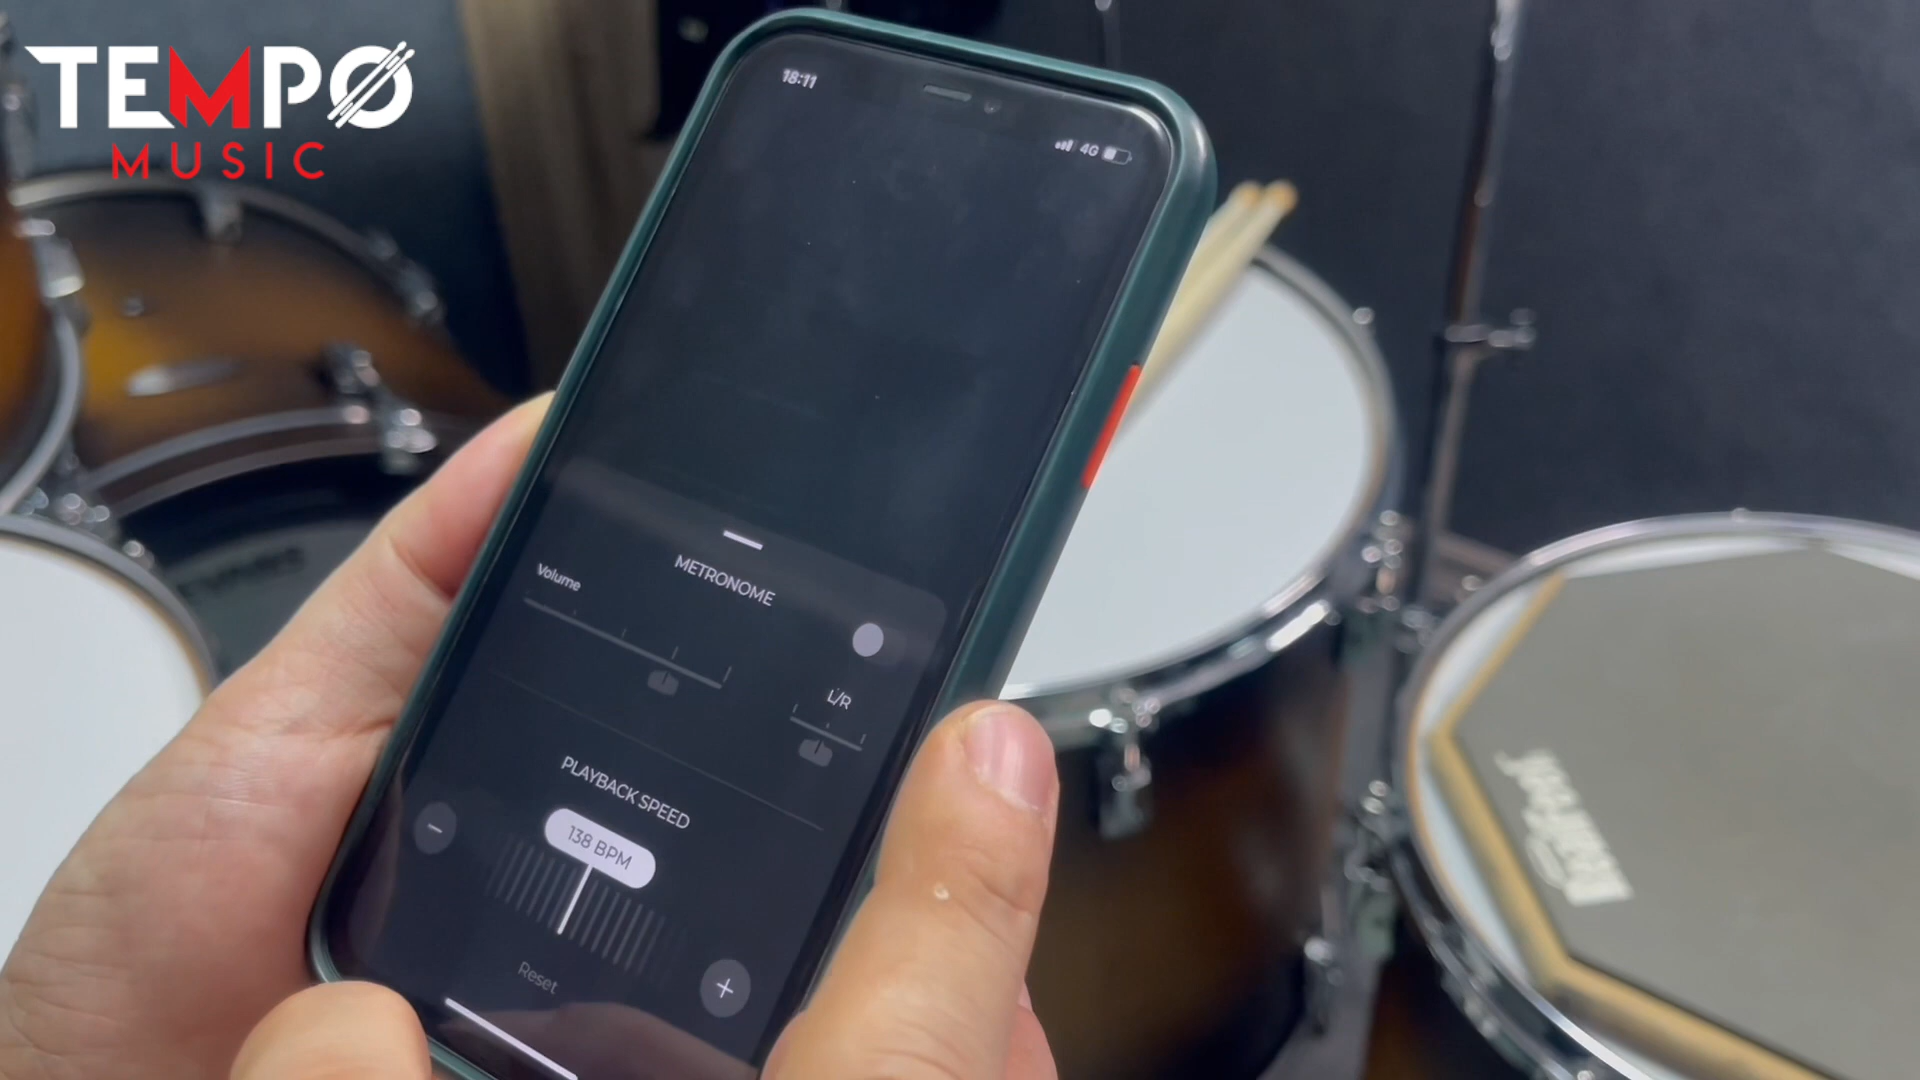 TEMPO
MUSIC
18:11
4G
METRONOME
Volume
L/R
PLAYBACK SPEED
138 BPM
Reset